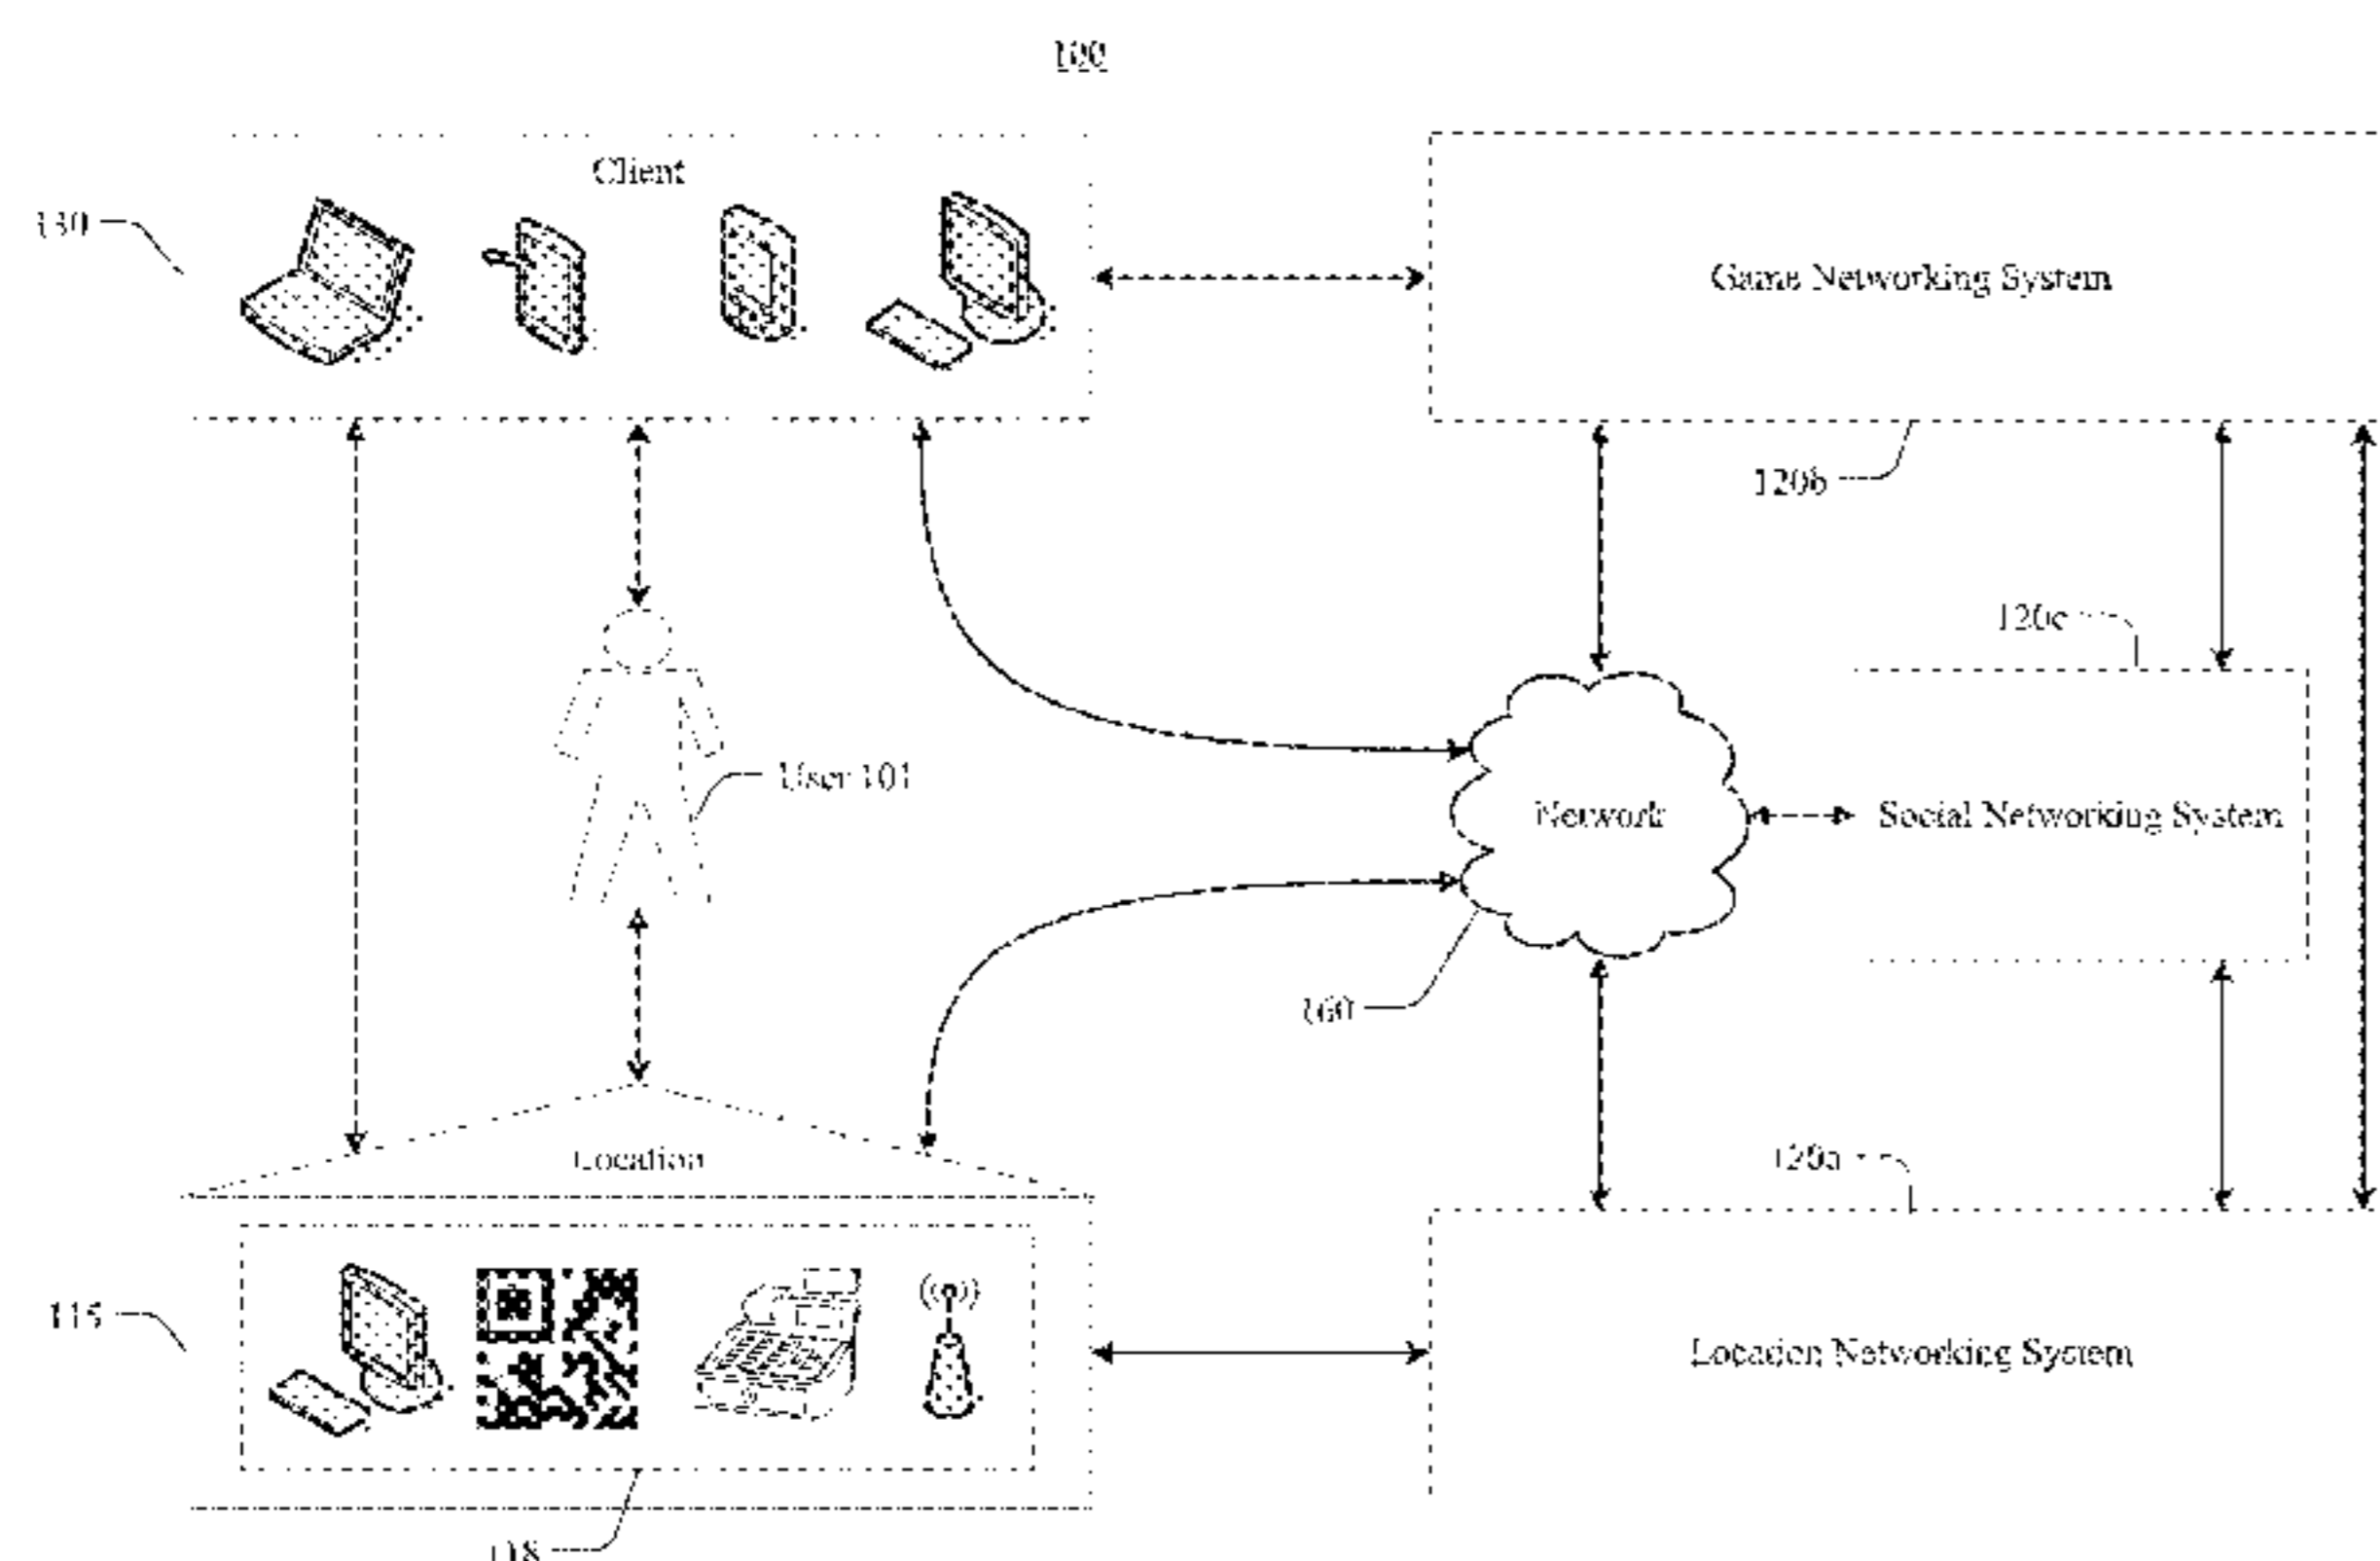 100
Client
130
Game Networking System
120b
120c
User 101
Network
Social Networking System
160
120a
Location
115
Location Networking System
118